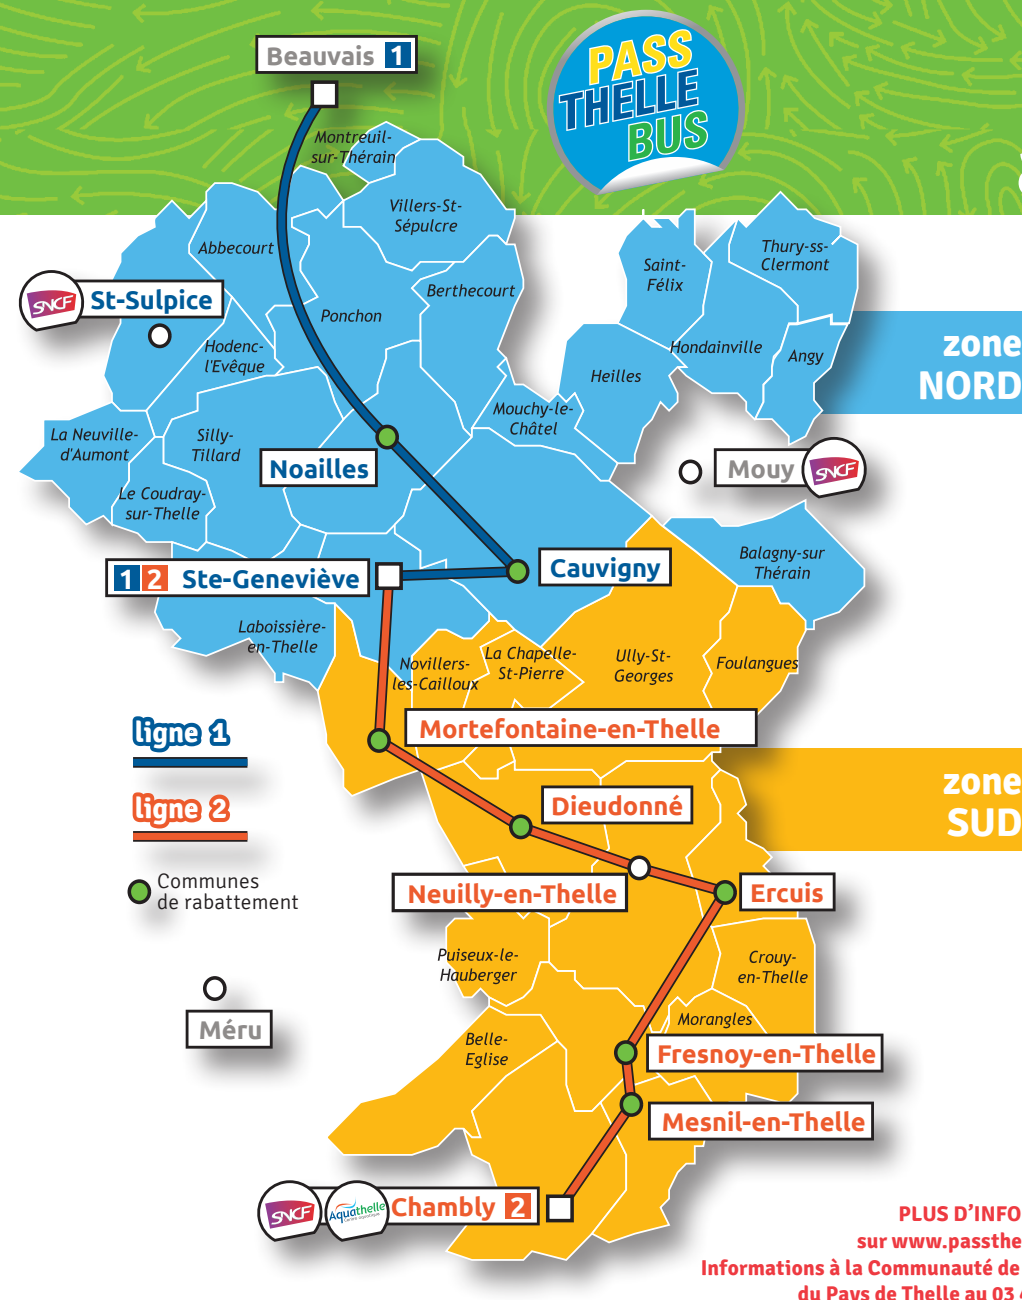 Beauvais 1
PASS
THELLE
BUS
Montreuil-
sur-Thérain
Villers-St-
Sépulcre
Abbecourt
Thury-ss-
Clermont
Saint-
Félix
SNCF St-Sulpice
Berthecourt
Ponchon
Hodenc-
l'Evêque
Hondainville
Angy
zone
NORD
Heilles
Mouchy-le-
Châtel
La Neuville-
d'Aumont
Silly-
Tillard
Noailles
Mouy SNCF
Le Coudray-
sur-Thelle
Balagny-sur
Thérain
1 2 Ste-Geneviève
Cauvigny
Laboissière-
en-Thelle
Novillers-
les-Cailloux
La Chapelle-
St-Pierre
Ully-St-
Georges
Foulangues
Mortefontaine-en-Thelle
ligne 1
ligne 2
Communes
de rabattement
zone
SUD
Dieudonné
Neuilly-en-Thelle
Ercuis
Puiseux-le-
Hauberger
Crouy-
en-Thelle
Méru
Morangles
Belle-
Eglise
Fresnoy-en-Thelle
Mesnil-en-Thelle
SNCF Aquathelle Chambly 2
PLUS D'INFO
sur www.passthe
Informations à la Communauté de
du Pays de Thelle au 03